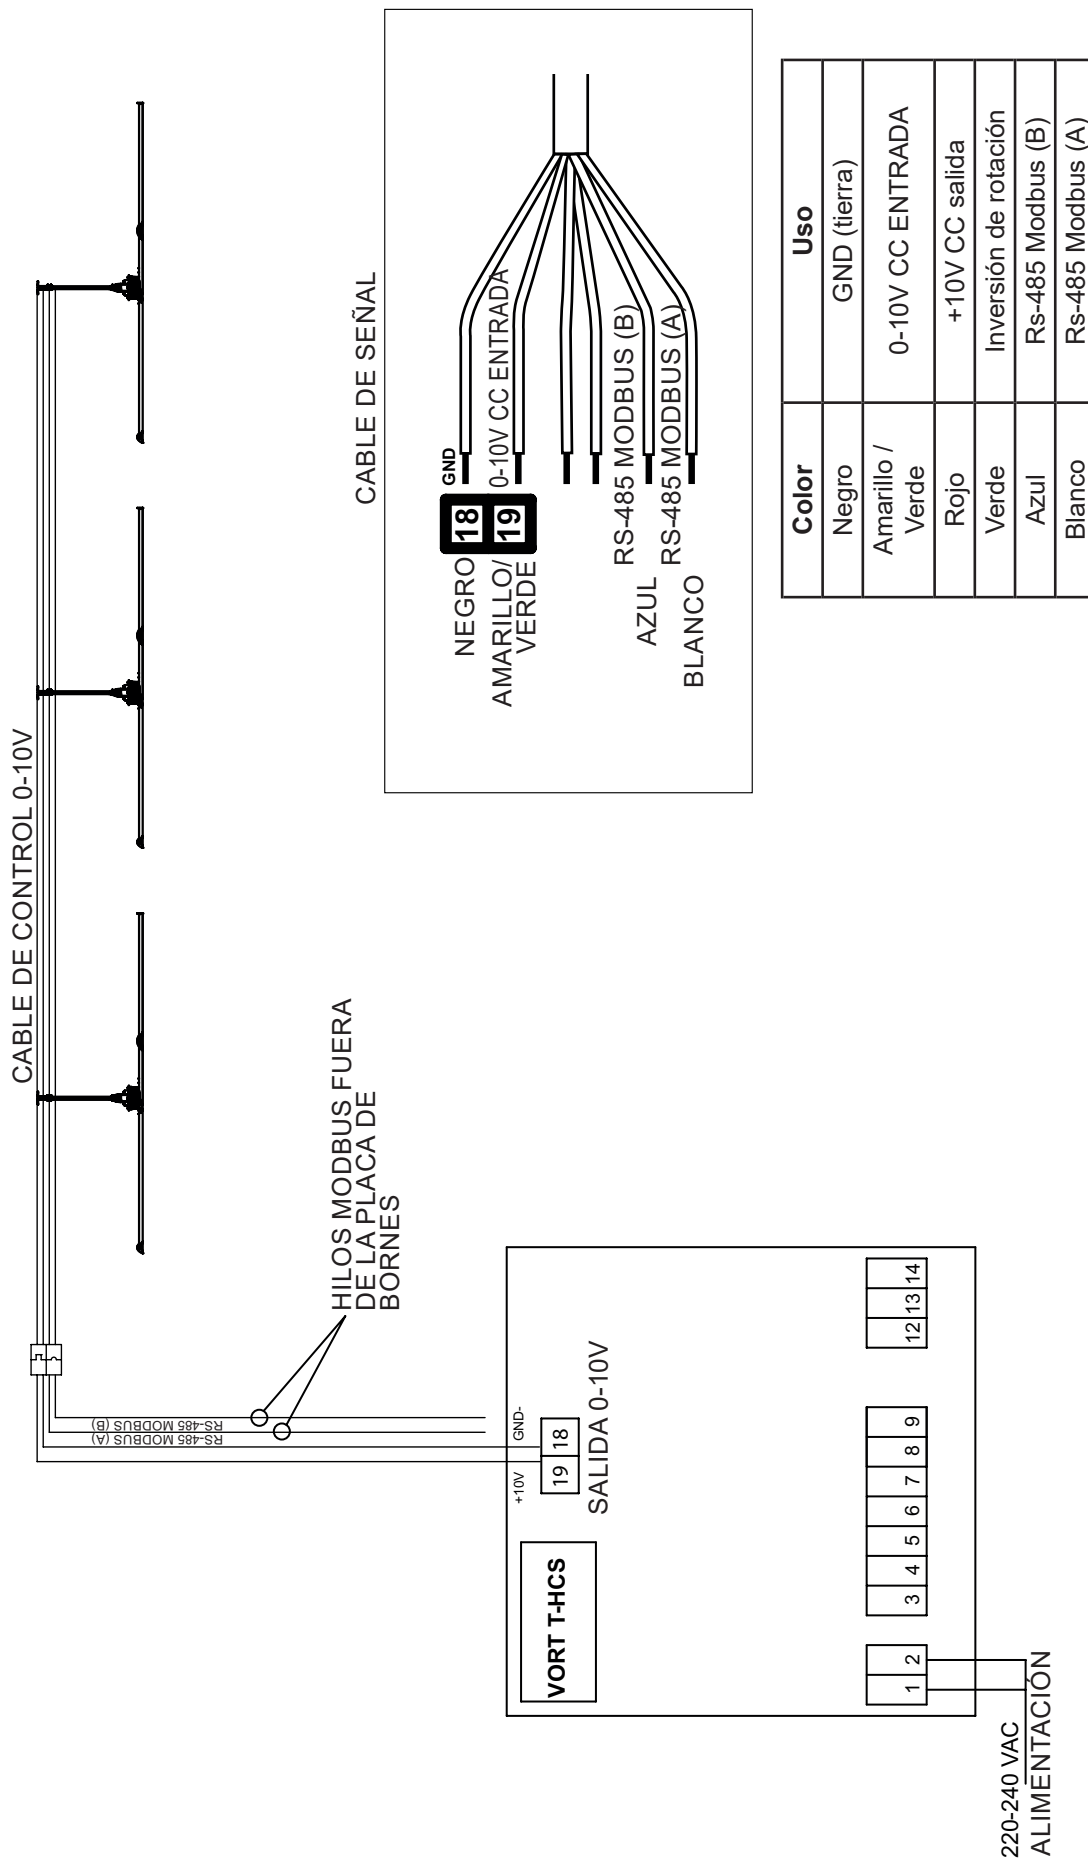 CABLE DE CONTROL 0-10V
CABLE DE SEÑAL
NEGRO
18
GND
AMARILLO/
VERDE
19
0-10V CC ENTRADA
RS-485 MODBUS (B)
AZUL
RS-485 MODBUS (A)
BLANCO
Color
Uso
Negro
GND (tierra)
Amarillo /
Verde
0-10V CC ENTRADA
Rojo
+10V CC salida
Verde
Inversión de rotación
Azul
Rs-485 Modbus (B)
Blanco
Rs-485 Modbus (A)
RS-485 MODBUS (B)
RS-485 MODBUS (A)
HILOS MODBUS FUERA
DE LA PLACA DE
BORNES
+10V
GND-
19
18
SALIDA 0-10V
VORT T-HCS
1
2
3
4
5
6
7
8
9
12
13
14
220-240 VAC
ALIMENTACIÓN